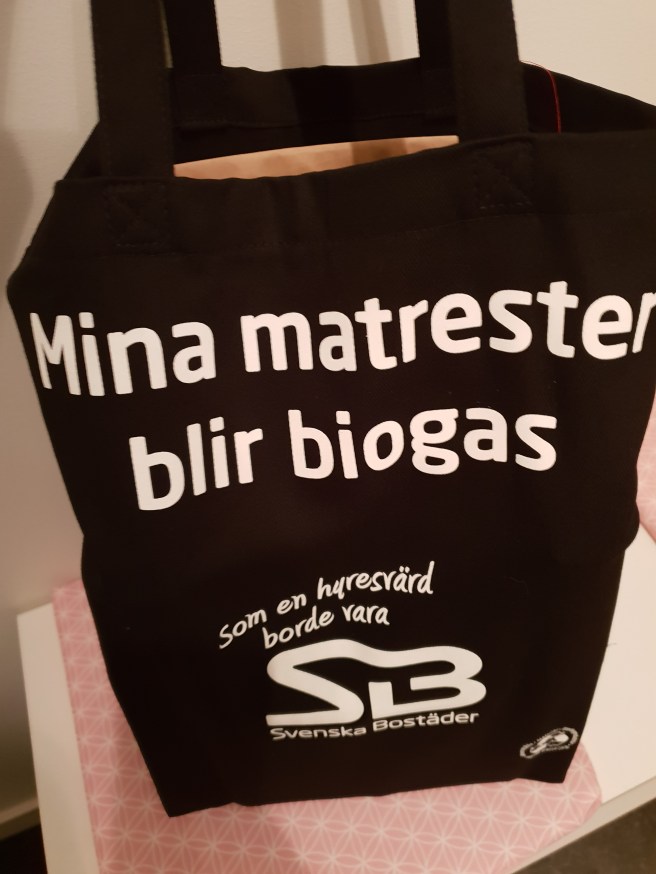 Mina matrester
blir biogas
som en hyresvärd
borde vara
SB
Svenska Bostäder